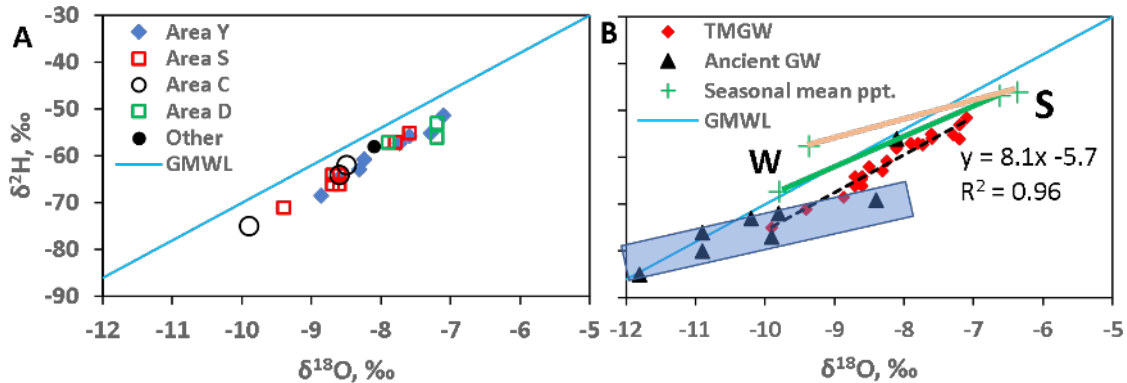 A
Area Y
Area S
Area C
Area D
Other
GMWL
-30
-40
-50
-60
-70
-80
-90
δ²H, ‰
-12 -11 -10 -9 -8 -7 -6 -5
δ¹⁸O, ‰
B
TMGW
Ancient GW
Seasonal mean ppt.
GMWL
S
W
y = 8.1x -5.7
R² = 0.96
-12 -11 -10 -9 -8 -7 -6 -5
δ¹⁸O, ‰